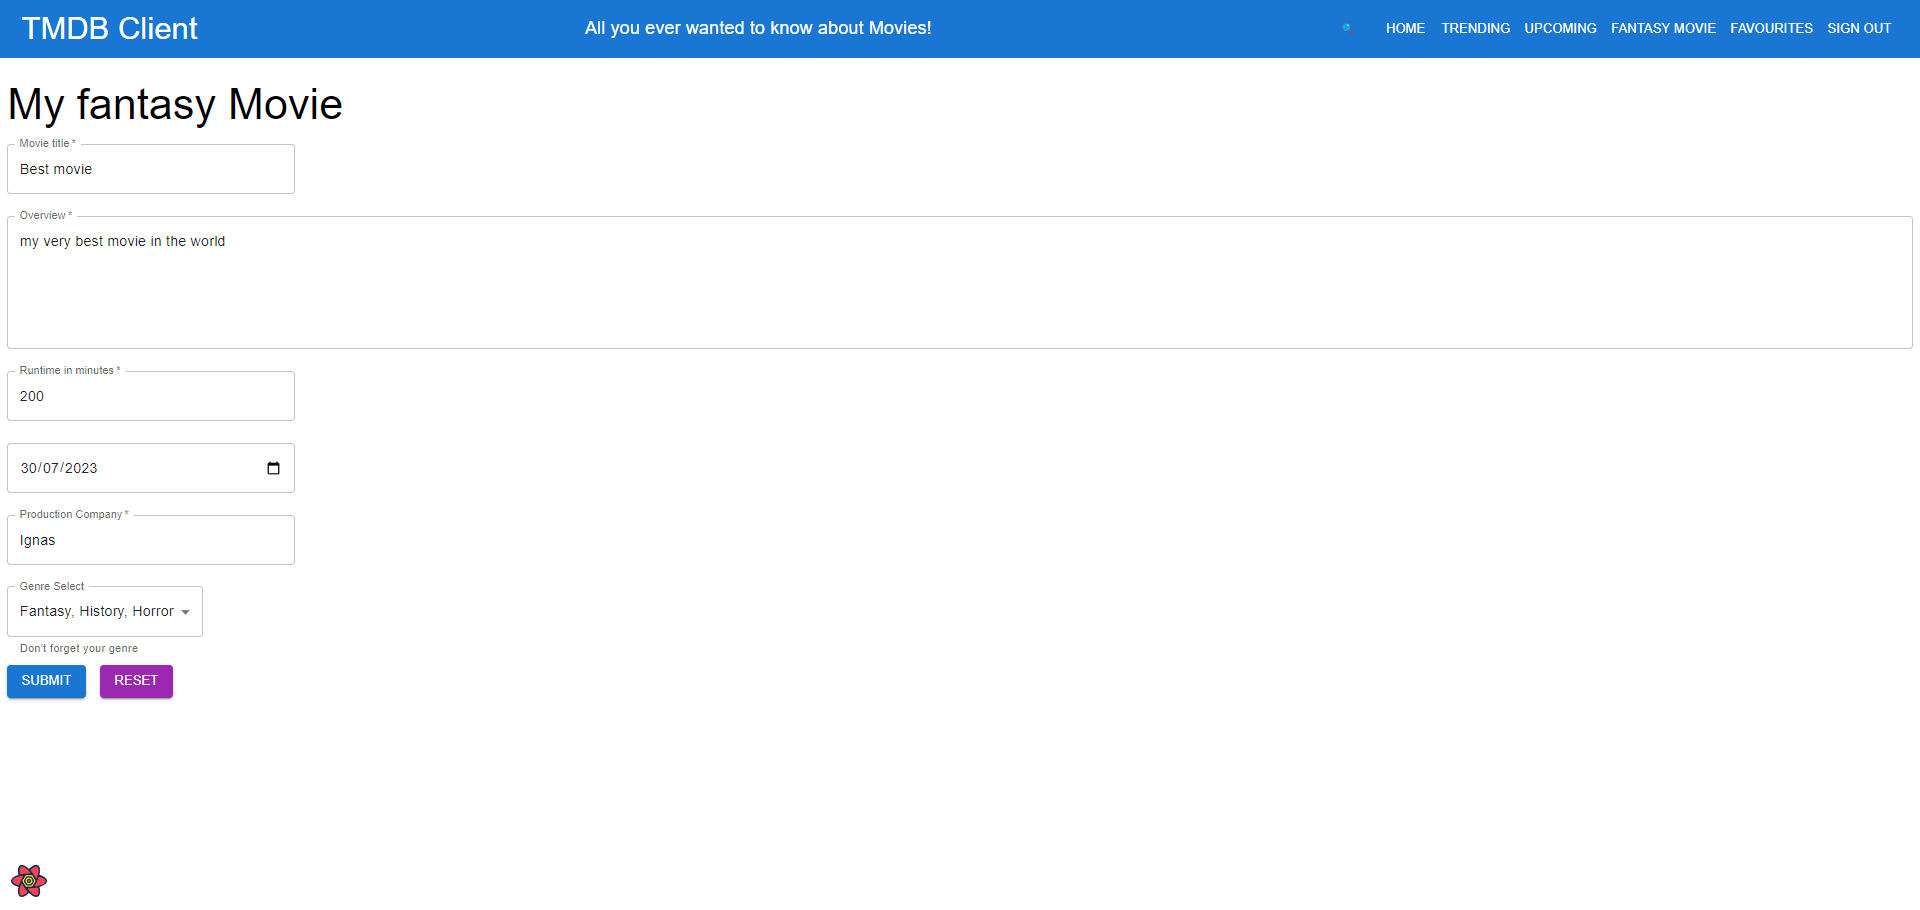 TMDB Client
All you ever wanted to know about Movies!
HOME TRENDING UPCOMING FANTASY MOVIE FAVOURITES SIGN OUT
My fantasy Movie
Movie title *
Best movie
Overview *
my very best movie in the world
Runtime in minutes *
200
30/07/2023
Production Company *
Ignas
Genre Select
Fantasy, History, Horror
Don't forget your genre
SUBMIT RESET